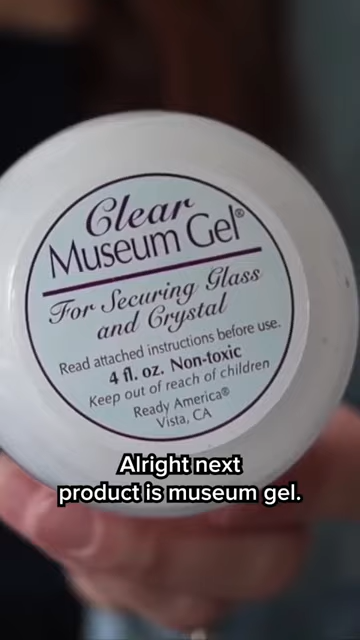 Clear
Museum Gel®
For Securing Glass
and Crystal
Read attached instructions before use.
4 fl. oz. Non-toxic
Keep out of reach of children
Ready America®
Vista, CA
Alright next
product is museum gel.